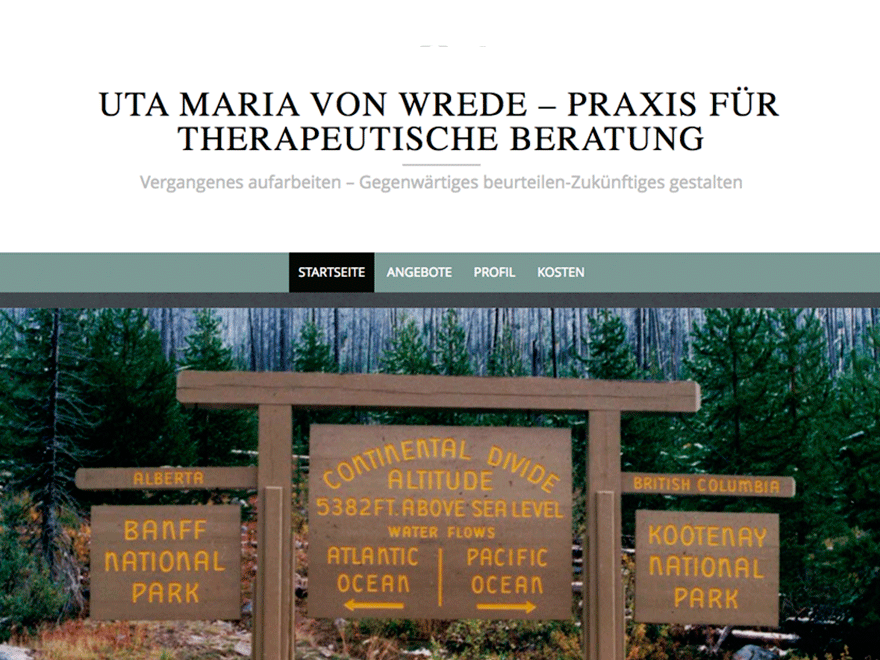 UTA MARIA VON WREDE – PRAXIS FÜR
THERAPEUTISCHE BERATUNG
Vergangenes aufarbeiten – Gegenwärtiges beurteilen-Zukünftiges gestalten
STARTSEITE ANGEBOTE PROFIL KOSTEN
ALBERTA
BANFF
NATIONAL
PARK
CONTINENTAL DIVIDE
ALTITUDE
5382 FT. ABOVE SEA LEVEL
WATER FLOWS
ATLANTIC
OCEAN
PACIFIC
OCEAN
BRITISH COLUMBIA
KOOTENAY
NATIONAL
PARK